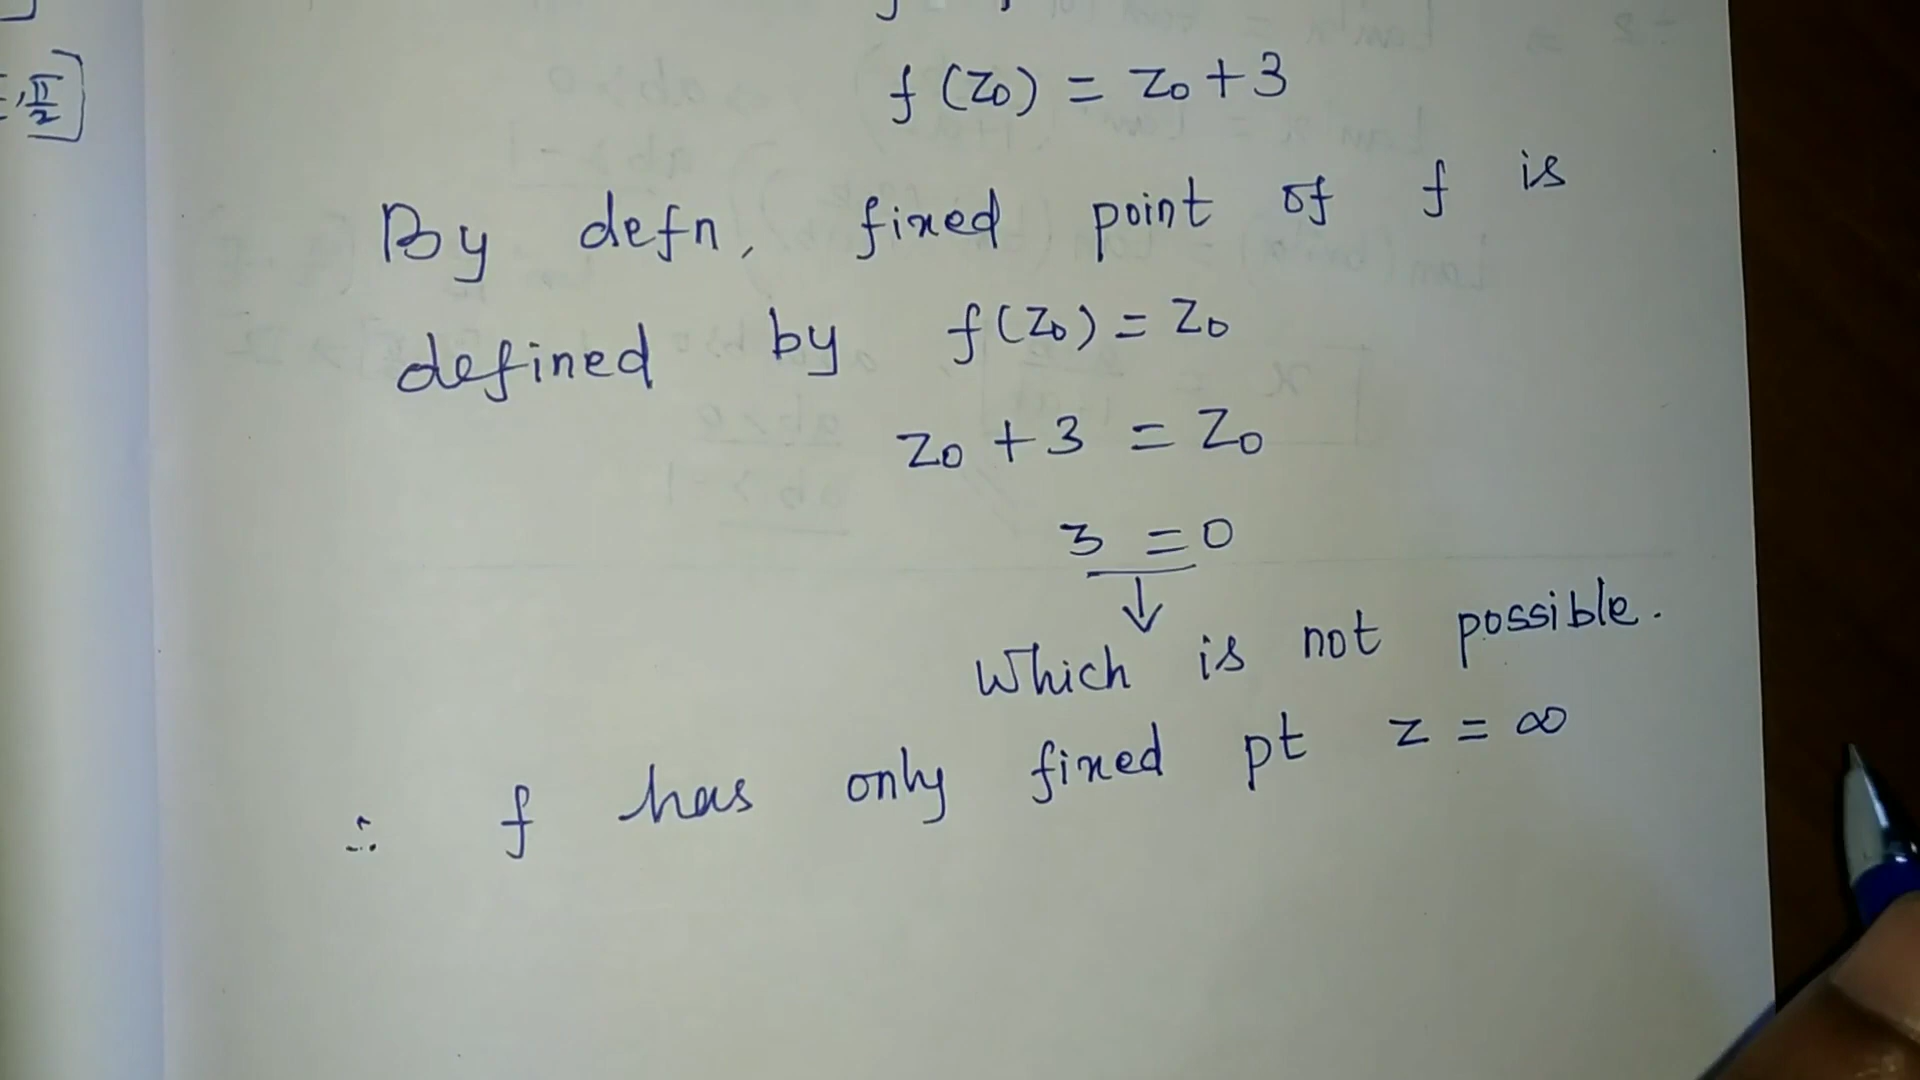 , π/2]
f(z₀) = z₀ + 3
By defn, fixed point of f is
defined by f(z₀) = z₀
z₀ + 3 = z₀
3 = 0
↓
Which is not possible.
∴ f has only fixed pt z = ∞